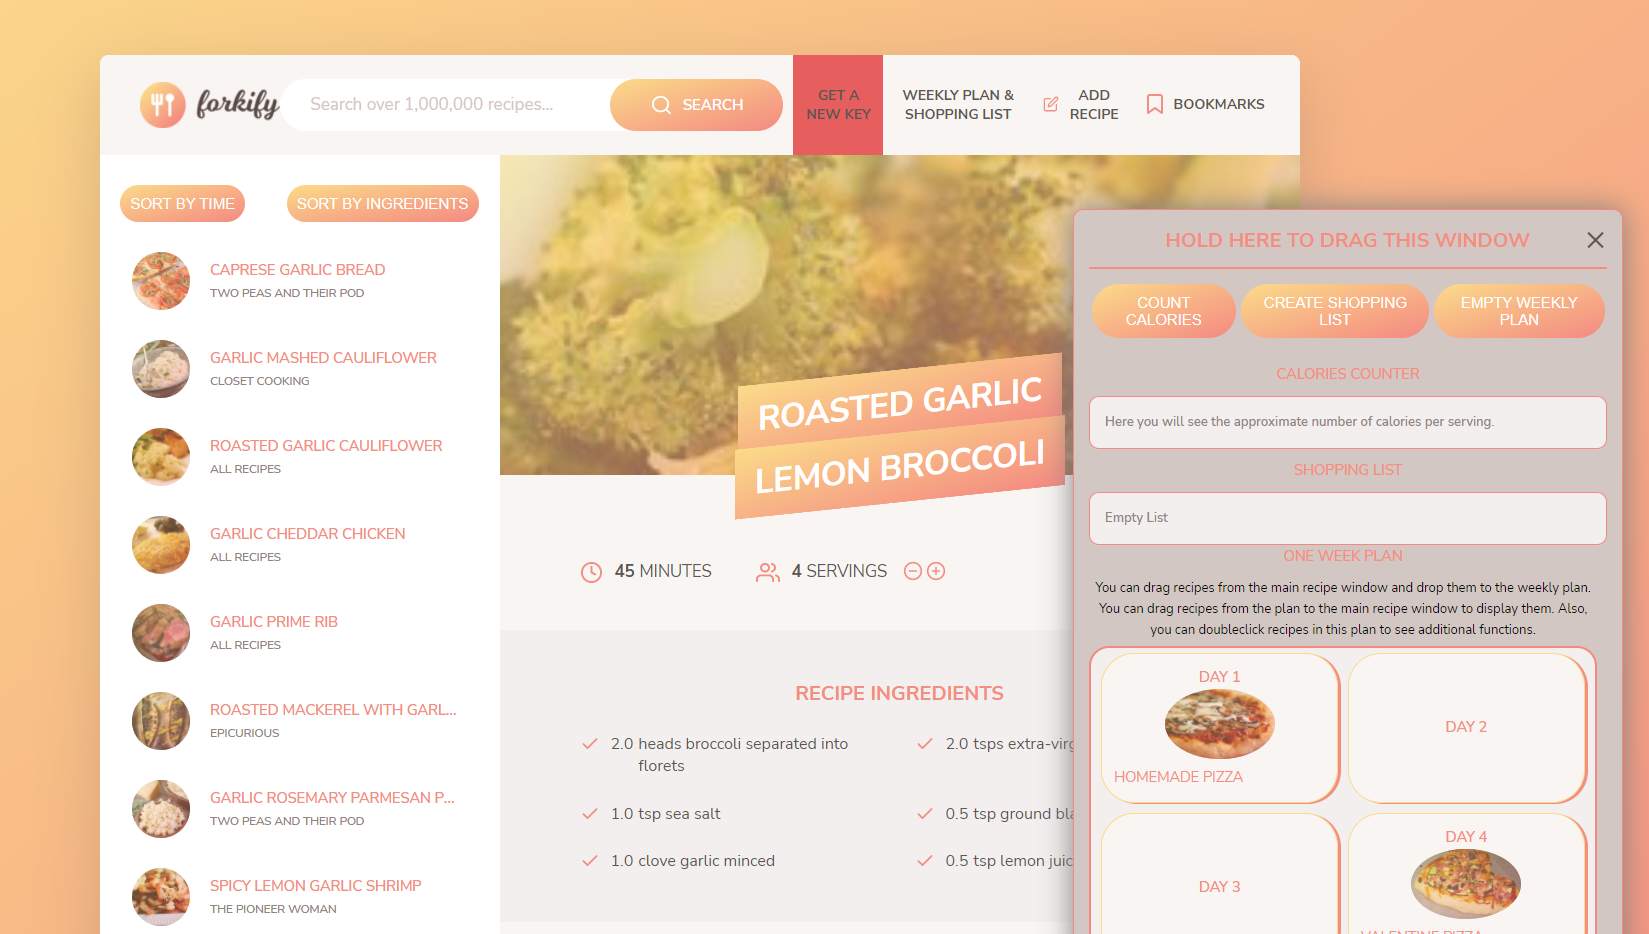 forkify
Search over 1,000,000 recipes...
SEARCH
GET A
NEW KEY
WEEKLY PLAN &
SHOPPING LIST
ADD
RECIPE
BOOKMARKS
SORT BY TIME
SORT BY INGREDIENTS
CAPRESE GARLIC BREAD
TWO PEAS AND THEIR POD
GARLIC MASHED CAULIFLOWER
CLOSET COOKING
ROASTED GARLIC CAULIFLOWER
ALL RECIPES
GARLIC CHEDDAR CHICKEN
ALL RECIPES
GARLIC PRIME RIB
ALL RECIPES
ROASTED MACKEREL WITH GARL...
EPICURIOUS
GARLIC ROSEMARY PARMESAN P...
TWO PEAS AND THEIR POD
SPICY LEMON GARLIC SHRIMP
THE PIONEER WOMAN
ROASTED GARLIC
LEMON BROCCOLI
45 MINUTES
4 SERVINGS
RECIPE INGREDIENTS
2.0 heads broccoli separated into
florets
2.0 tsps extra-virg
1.0 tsp sea salt
0.5 tsp ground bla
1.0 clove garlic minced
0.5 tsp lemon juic
HOLD HERE TO DRAG THIS WINDOW
COUNT
CALORIES
CREATE SHOPPING
LIST
EMPTY WEEKLY
PLAN
CALORIES COUNTER
Here you will see the approximate number of calories per serving.
SHOPPING LIST
Empty List
ONE WEEK PLAN
You can drag recipes from the main recipe window and drop them to the weekly plan.
You can drag recipes from the plan to the main recipe window to display them. Also,
you can doubleclick recipes in this plan to see additional functions.
DAY 1
HOMEMADE PIZZA
DAY 2
DAY 3
DAY 4
VALENTINE PIZZA